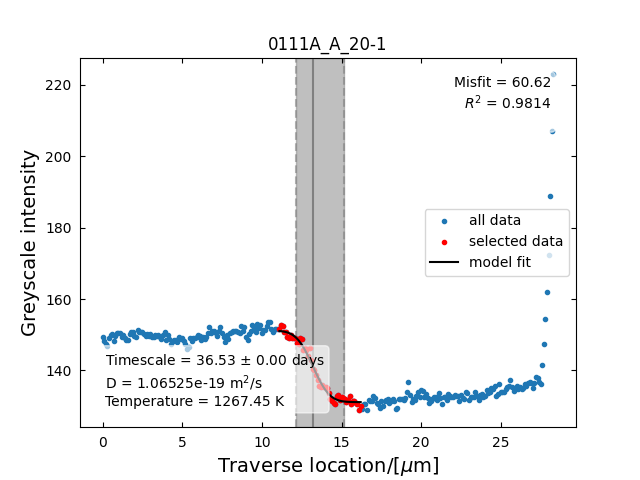 0111A_A_20-1
Misfit = 60.62
R² = 0.9814
220
200
180
160
140
Greyscale intensity
all data
selected data
model fit
Timescale = 36.53 ± 0.00 days
D = 1.06525e-19 m²/s
Temperature = 1267.45 K
0 5 10 15 20 25
Traverse location/[μm]